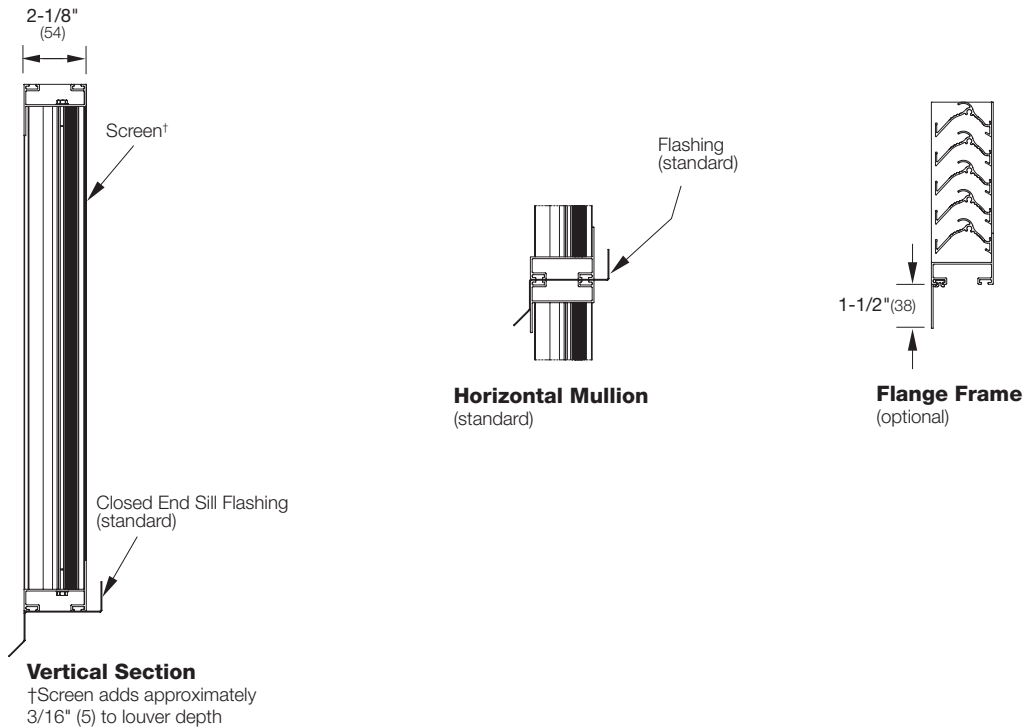 2-1/8"
(54)
Screen†
Closed End Sill Flashing
(standard)
Vertical Section
†Screen adds approximately
3/16" (5) to louver depth
Flashing
(standard)
Horizontal Mullion
(standard)
1-1/2"(38)
Flange Frame
(optional)